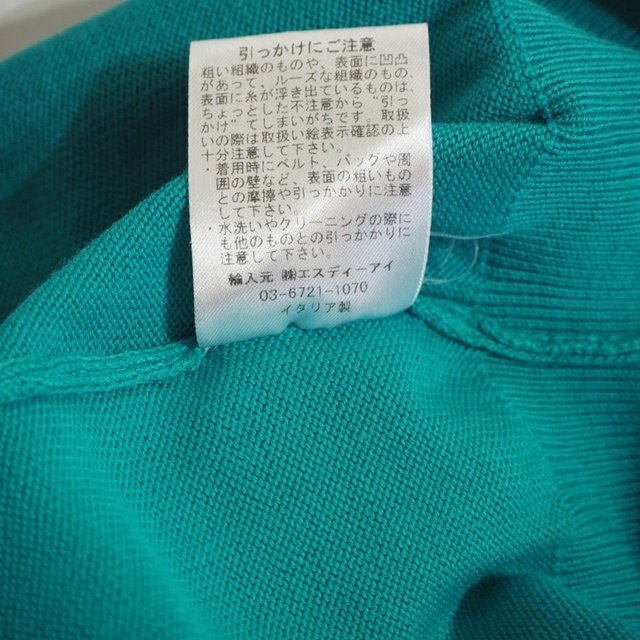 引っかけにご注意
粗い組織のものや、表面に凹凸
があって、ルーズな組織のもの、
表面に糸が浮き出ているものは、
ちょっとした不注意から“引っ
かけ”てしまいがちです。取扱
いの際は取扱い絵表示確認の上
十分注意して下さい。
・着用時にベルト、バッグや周
囲の壁など、表面の粗いもの
との摩擦や引っかかりに注意
して下さい。
・水洗いやクリーニングの際に
も他のものとの引っかかりに
注意して下さい。
輸入元 ㈱エスディーアイ
03-6721-1070
イタリア製